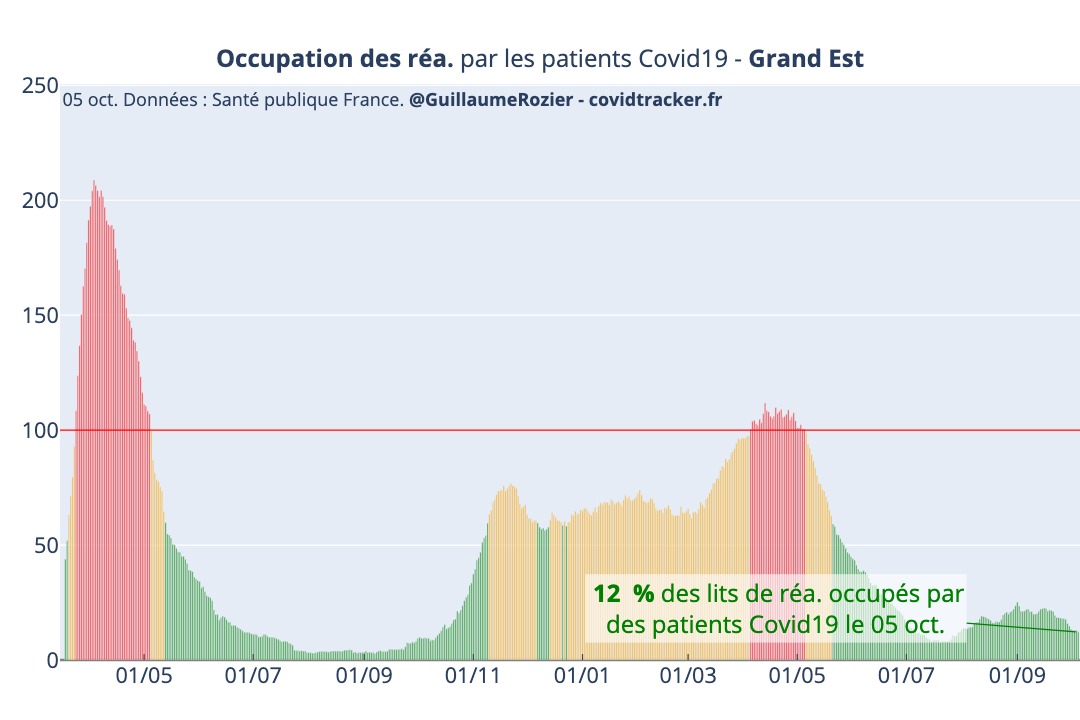 Occupation des réa. par les patients Covid19 - Grand Est
250
05 oct. Données : Santé publique France. @GuillaumeRozier - covidtracker.fr
200
150
100
50
12 % des lits de réa. occupés par
des patients Covid19 le 05 oct.
0
01/05 01/07 01/09 01/11 01/01 01/03 01/05 01/07 01/09